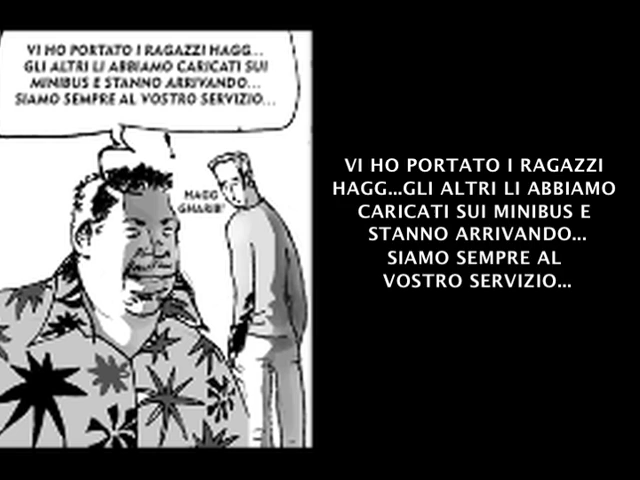 VI HO PORTATO I RAGAZZI HAGG...
GLI ALTRI LI ABBIAMO CARICATI SUI
MINIBUS E STANNO ARRIVANDO...
SIAMO SEMPRE AL VOSTRO SERVIZIO...
HAGG
GHARIB'
VI HO PORTATO I RAGAZZI
HAGG...GLI ALTRI LI ABBIAMO
CARICATI SUI MINIBUS E
STANNO ARRIVANDO...
SIAMO SEMPRE AL
VOSTRO SERVIZIO...